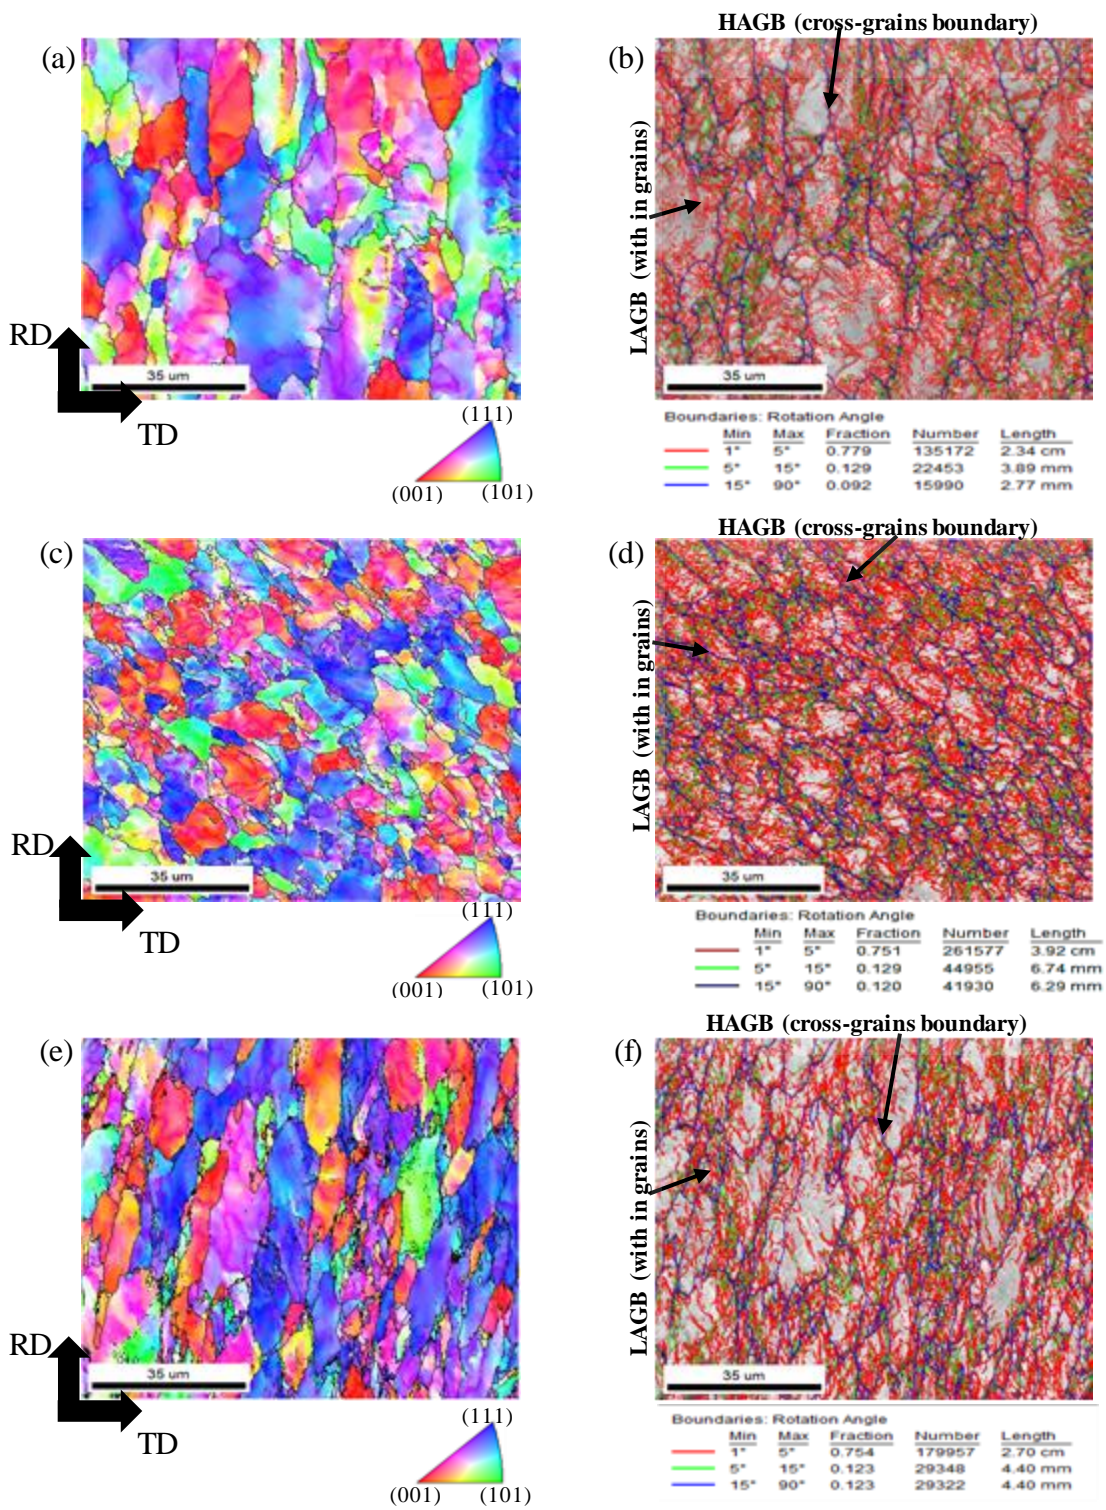 HAGB (cross-grains boundary)
(a)
(b)
LAGB (with in grains)
RD
TD
35 um
(111)
(001)
(101)
35 um
Boundaries: Rotation Angle
Min Max Fraction Number Length
1° 5° 0.779 135172 2.34 cm
5° 15° 0.129 22453 3.89 mm
15° 90° 0.092 15990 2.77 mm
HAGB (cross-grains boundary)
(c)
(d)
LAGB (with in grains)
RD
TD
35 um
(111)
(001)
(101)
35 um
Boundaries: Rotation Angle
Min Max Fraction Number Length
1° 5° 0.751 261577 3.92 cm
5° 15° 0.129 44955 6.74 mm
15° 90° 0.120 41930 6.29 mm
HAGB (cross-grains boundary)
(e)
(f)
LAGB (with in grains)
RD
TD
35 um
(111)
(001)
(101)
35 um
Boundaries: Rotation Angle
Min Max Fraction Number Length
1° 5° 0.754 179957 2.70 cm
5° 15° 0.123 29348 4.40 mm
15° 90° 0.123 29322 4.40 mm